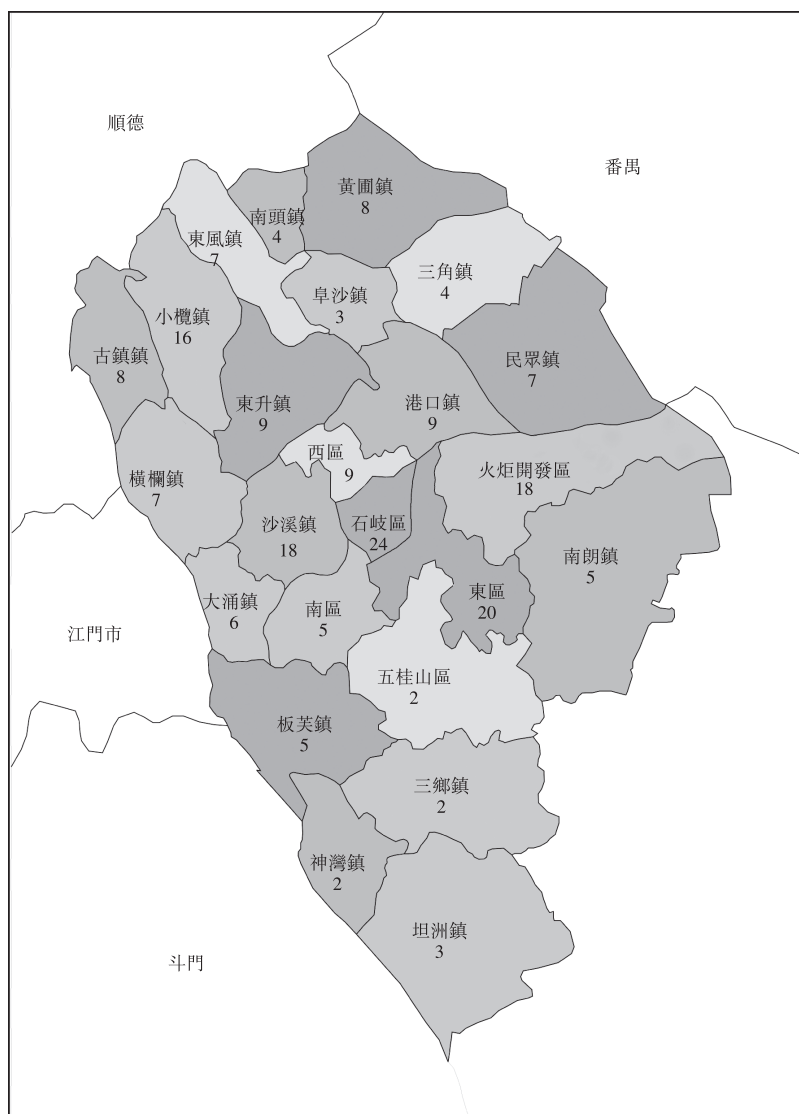 順德
番禺
黃圃鎮
8
南頭鎮
4
東風鎮
7
三角鎮
4
阜沙鎮
3
小欖鎮
16
古鎮鎮
8
民眾鎮
7
東升鎮
9
港口鎮
9
西區
9
火炬開發區
18
橫欄鎮
7
沙溪鎮
18
石岐區
24
南朗鎮
5
東區
20
大涌鎮
6
南區
5
江門市
五桂山區
2
板芙鎮
5
三鄉鎮
2
神灣鎮
2
坦洲鎮
3
斗門